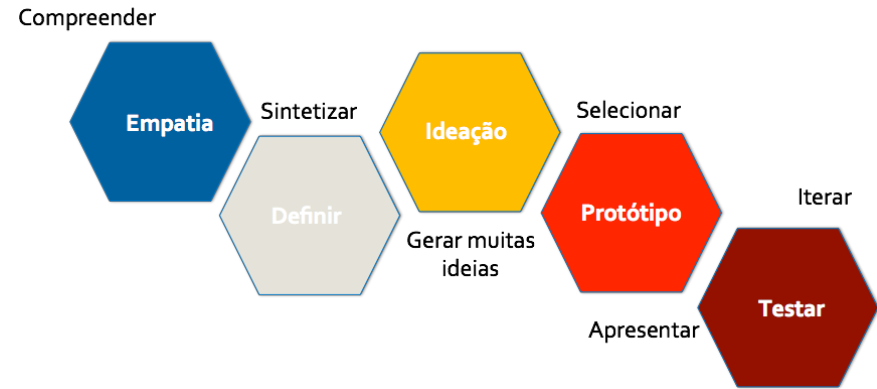 Compreender
Empatia
Sintetizar
Definir
Ideação
Gerar muitas
ideias
Selecionar
Protótipo
Apresentar
Iterar
Testar